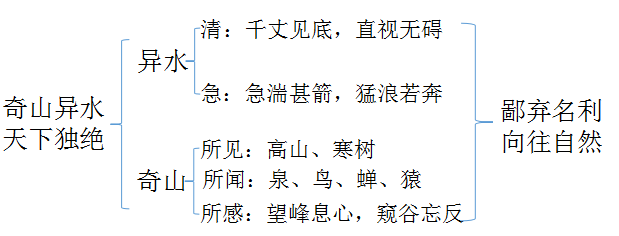 奇山异水
天下独绝
异水
清：千丈见底，直视无碍
急：急湍甚箭，猛浪若奔
奇山
所见：高山、寒树
所闻：泉、鸟、蝉、猿
所感：望峰息心，窥谷忘反
鄙弃名利
向往自然